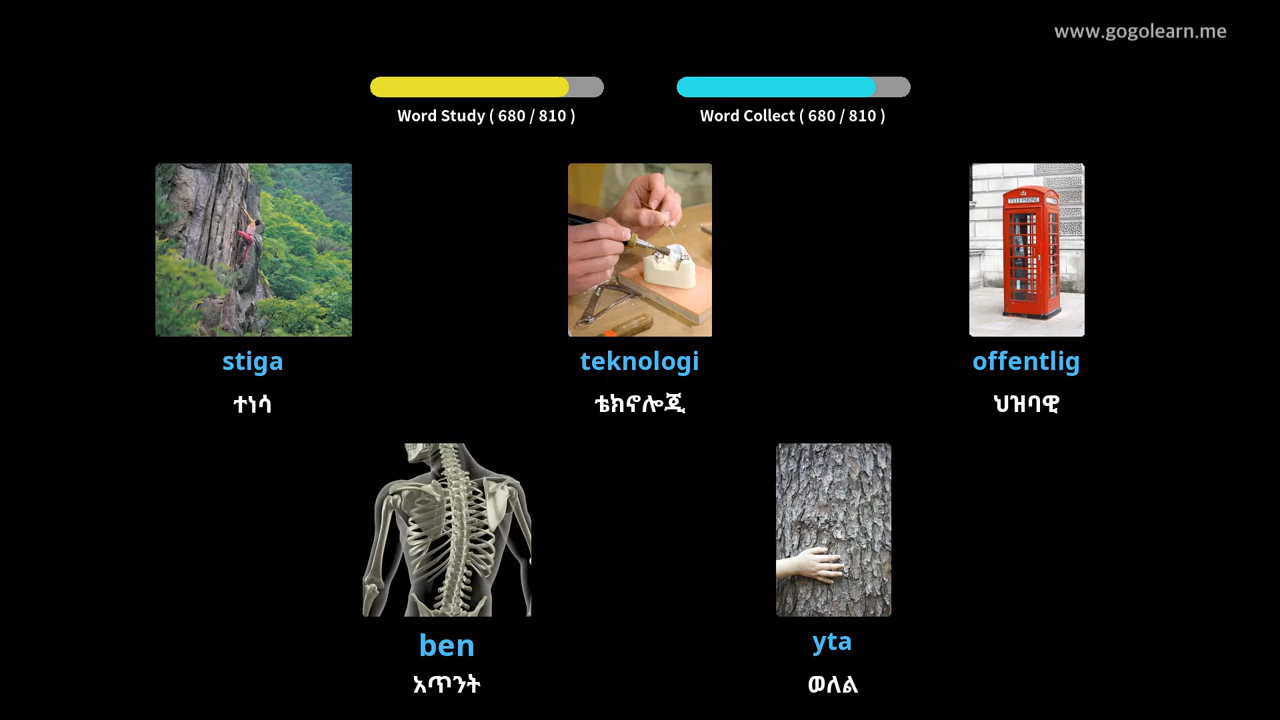 www.gogolearn.me
Word Study ( 680 / 810 )
Word Collect ( 680 / 810 )
TELEPHONE
stiga
teknologi
offentlig
ተነሳ
ቴክኖሎጂ
ህዝባዊ
ben
yta
አጥንት
ወለል